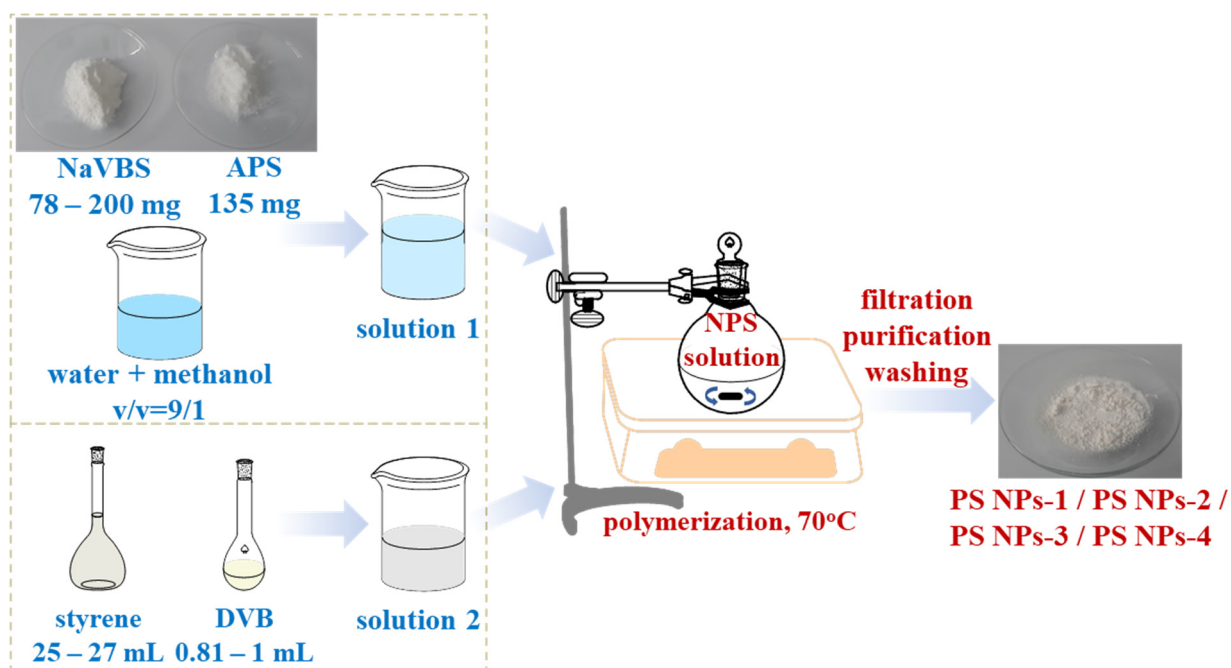 NaVBS
78 – 200 mg
APS
135 mg
water + methanol
v/v=9/1
solution 1
styrene
25 – 27 mL
DVB
0.81 – 1 mL
solution 2
NPS
solution
polymerization, 70°C
filtration
purification
washing
PS NPs-1 / PS NPs-2 /
PS NPs-3 / PS NPs-4